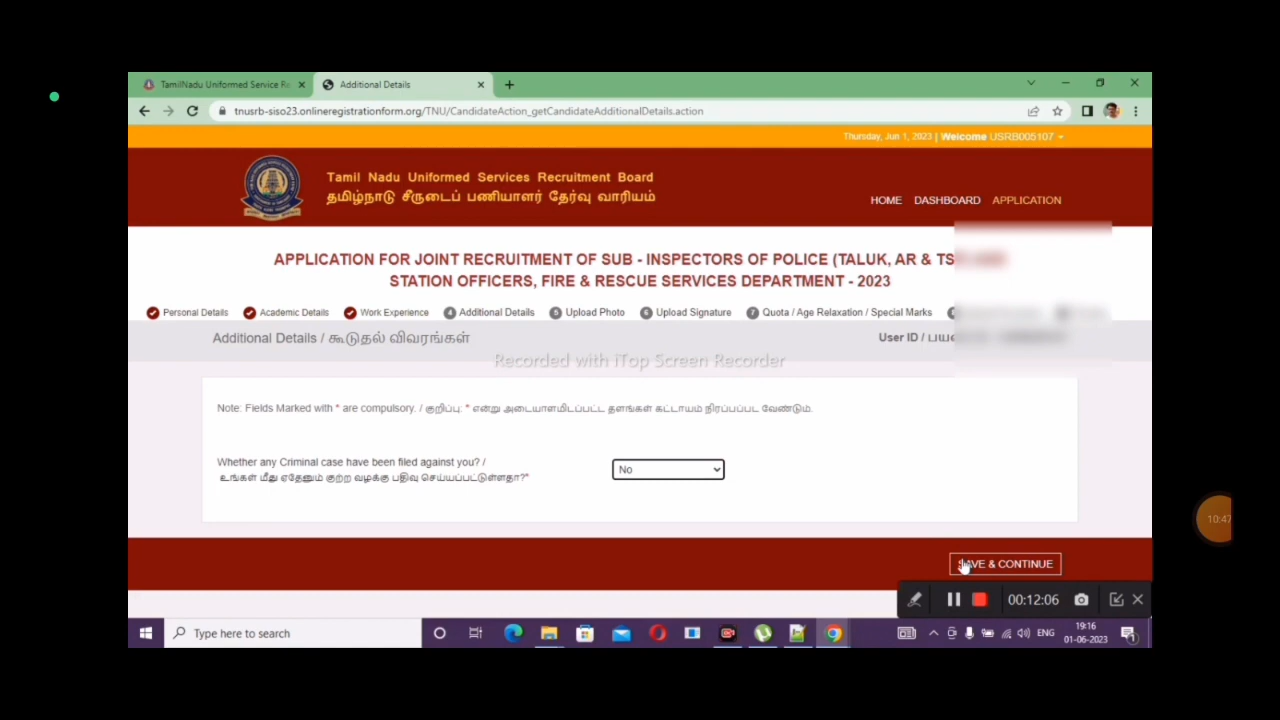 TamilNadu Uniformed Service Re
Additional Details
tnusrb-siso23.onlineregistrationform.org/TNU/CandidateAction_getCandidateAdditionalDetails.action
Thursday, Jun 1, 2023 | Welcome USRB005107
Tamil Nadu Uniformed Services Recruitment Board
தமிழ்நாடு சீருடைப் பணியாளர் தேர்வு வாரியம்
HOME DASHBOARD APPLICATION
APPLICATION FOR JOINT RECRUITMENT OF SUB - INSPECTORS OF POLICE (TALUK, AR & TS
STATION OFFICERS, FIRE & RESCUE SERVICES DEPARTMENT - 2023
Personal Details Academic Details Work Experience 4 Additional Details 5 Upload Photo 6 Upload Signature 7 Quota / Age Relaxation / Special Marks
Additional Details / கூடுதல் விவரங்கள் User ID /
Recorded with iTop Screen Recorder
Note: Fields Marked with * are compulsory. / குறிப்பு: * என்று அடையாளமிடப்பட்ட தளங்கள் கட்டாயம் நிரப்பப்பட வேண்டும்.
Whether any Criminal case have been filed against you? /
உங்கள் மீது ஏதேனும் குற்ற வழக்கு பதிவு செய்யப்பட்டுள்ளதா?*
No
10:47
SAVE & CONTINUE
00:12:06
Type here to search
ENG
19:16
01-06-2023
1